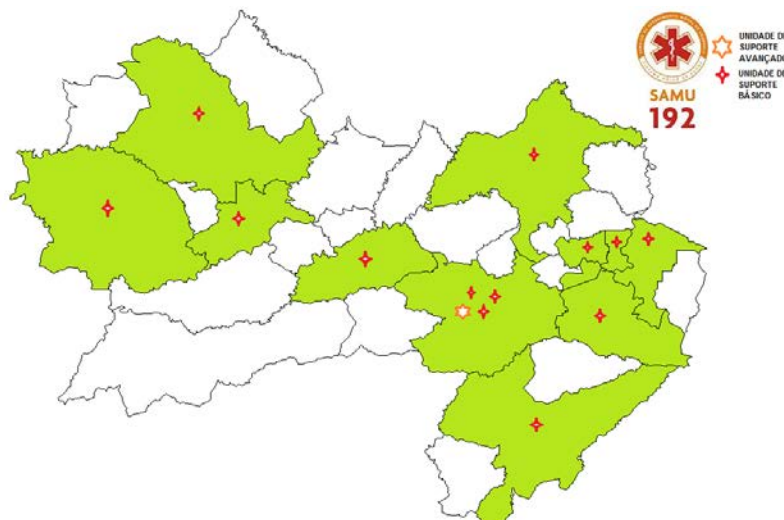 SAMU
192
UNIDADE DE
SUPORTE
AVANÇADO
UNIDADE DE
SUPORTE
BÁSICO